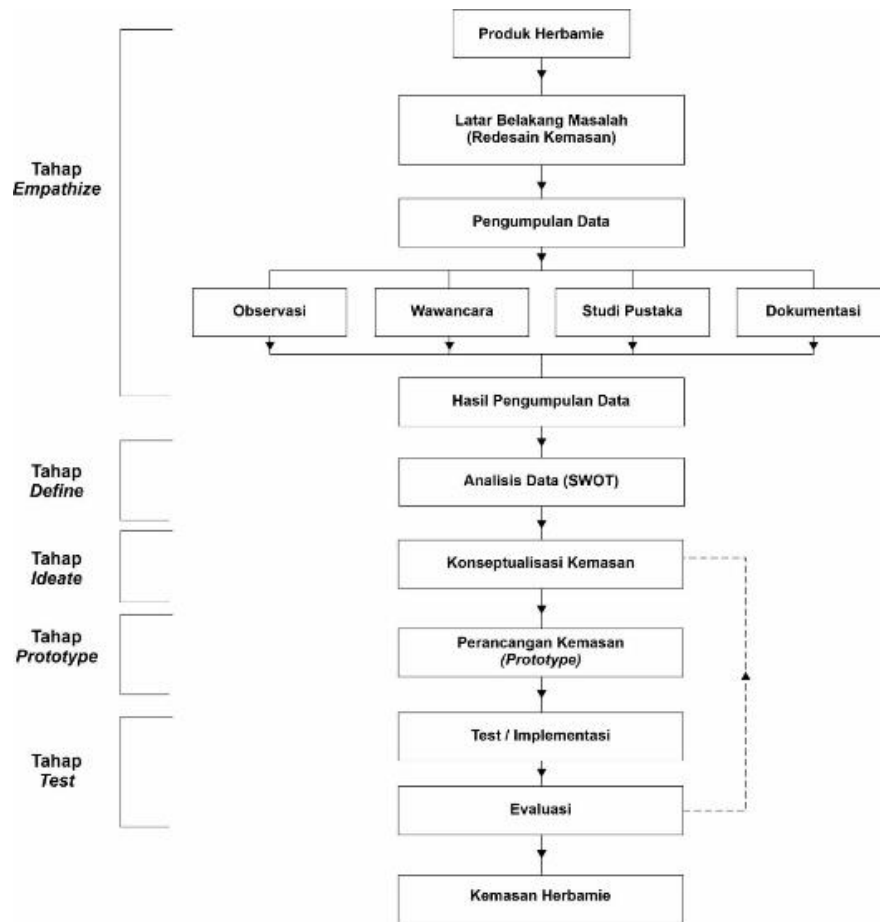 Produk Herbamie
Latar Belakang Masalah
(Redesain Kemasan)
Tahap
Empathize
Pengumpulan Data
Observasi
Wawancara
Studi Pustaka
Dokumentasi
Hasil Pengumpulan Data
Tahap
Define
Analisis Data (SWOT)
Tahap
Ideate
Konseptualisasi Kemasan
Tahap
Prototype
Perancangan Kemasan
(Prototype)
Test / Implementasi
Tahap
Test
Evaluasi
Kemasan Herbamie